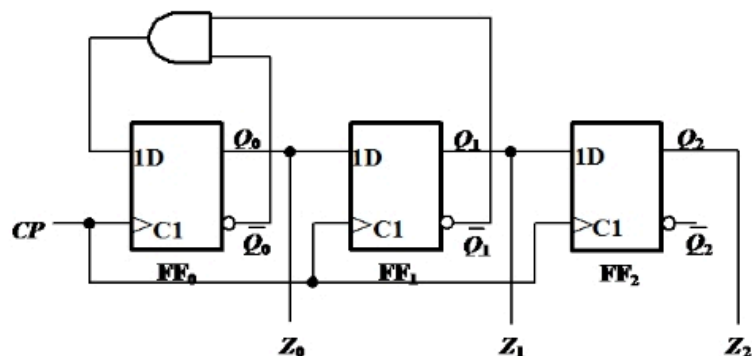 Q₀ Q₁ Q₂
1D 1D 1D
CP C1 Q̅₀ C1 Q̅₁ C1 Q̅₂
FF₀ FF₁ FF₂
Z₀ Z₁ Z₂